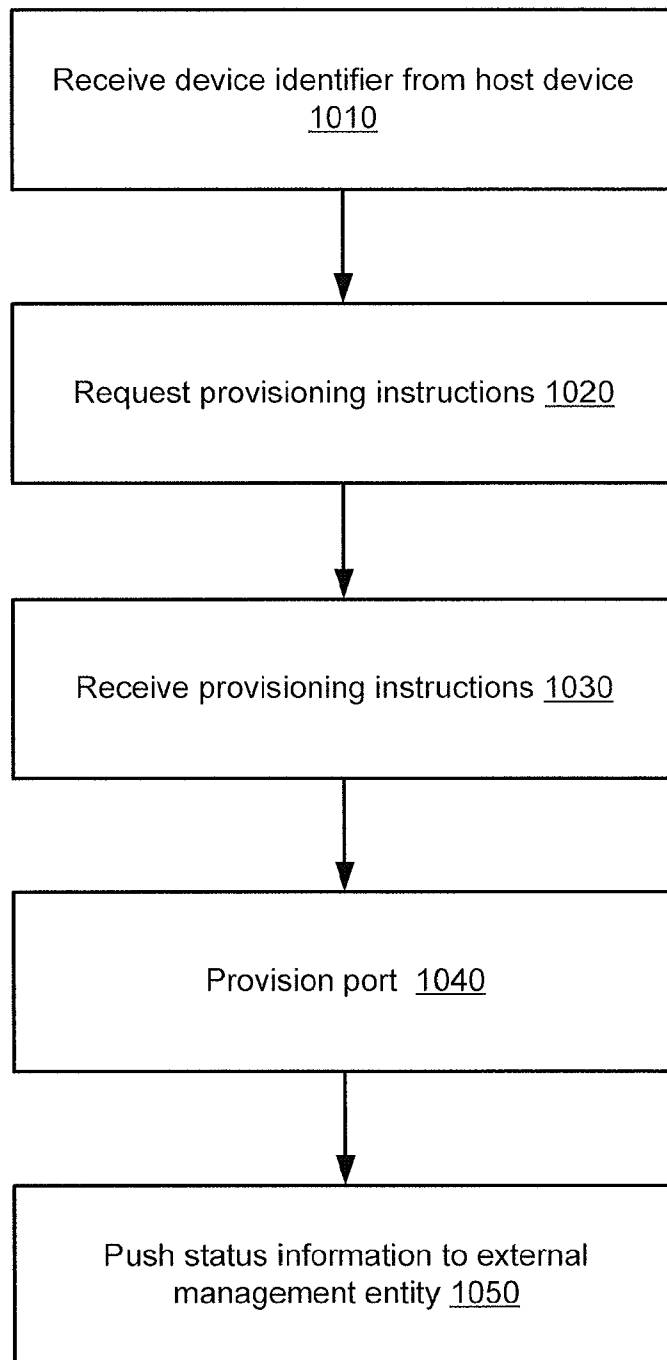 Receive device identifier from host device
1010
Request provisioning instructions 1020
Receive provisioning instructions 1030
Provision port 1040
Push status information to external
management entity 1050